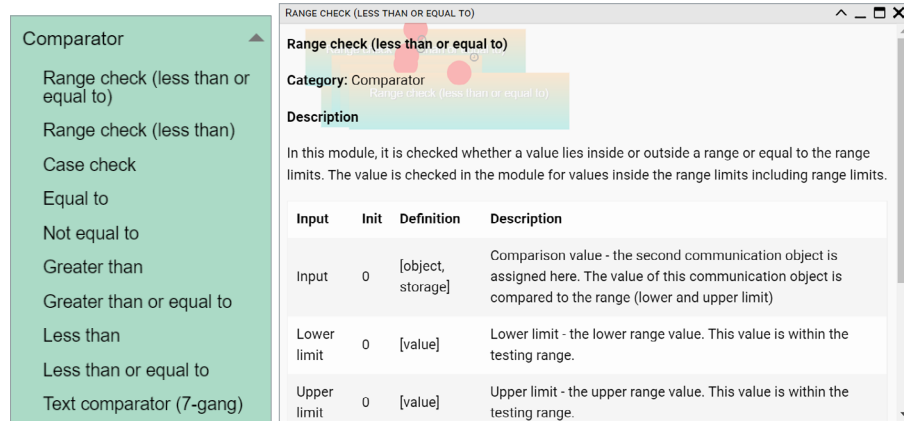 Comparator
Range check (less than or
equal to)
Range check (less than)
Case check
Equal to
Not equal to
Greater than
Greater than or equal to
Less than
Less than or equal to
Text comparator (7-gang)
RANGE CHECK (LESS THAN OR EQUAL TO)
Range check (less than or equal to)
Category: Comparator
Range check (less than or equal to)
Description
In this module, it is checked whether a value lies inside or outside a range or equal to the range
limits. The value is checked in the module for values inside the range limits including range limits.
Input Init Definition Description
Input 0 [object, storage] Comparison value - the second communication object is
assigned here. The value of this communication object is
compared to the range (lower and upper limit)
Lower limit 0 [value] Lower limit - the lower range value. This value is within the
testing range.
Upper limit 0 [value] Upper limit - the upper range value. This value is within the
testing range.